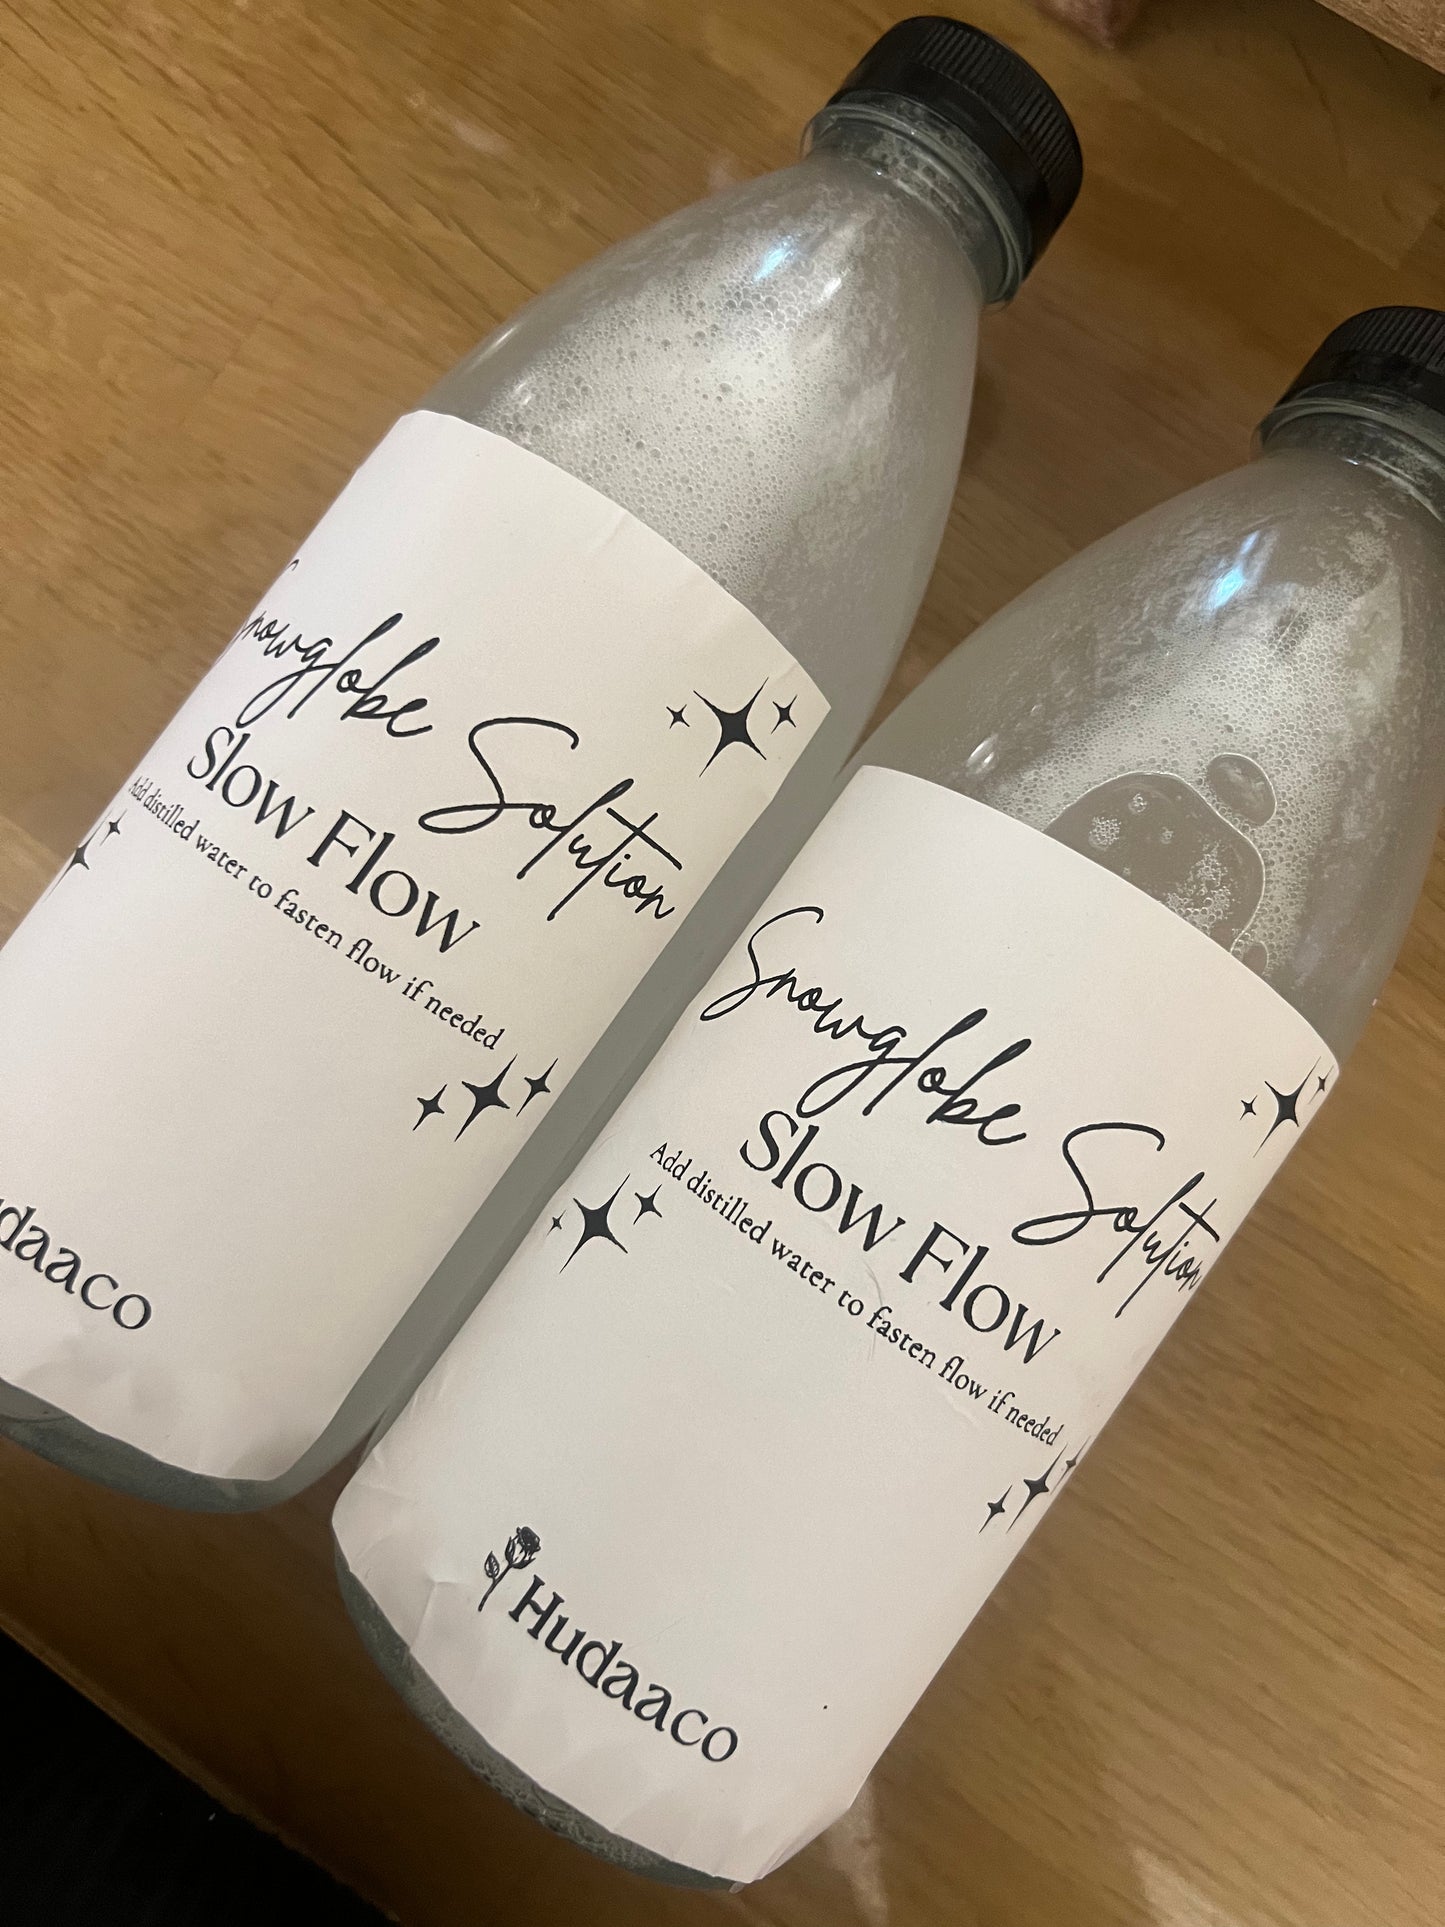 Snowglobe Solution
Slow Flow
Add distilled water to fasten flow if needed
Snowglobe Solution
Slow Flow
Add distilled water to fasten flow if needed
Hudaaco